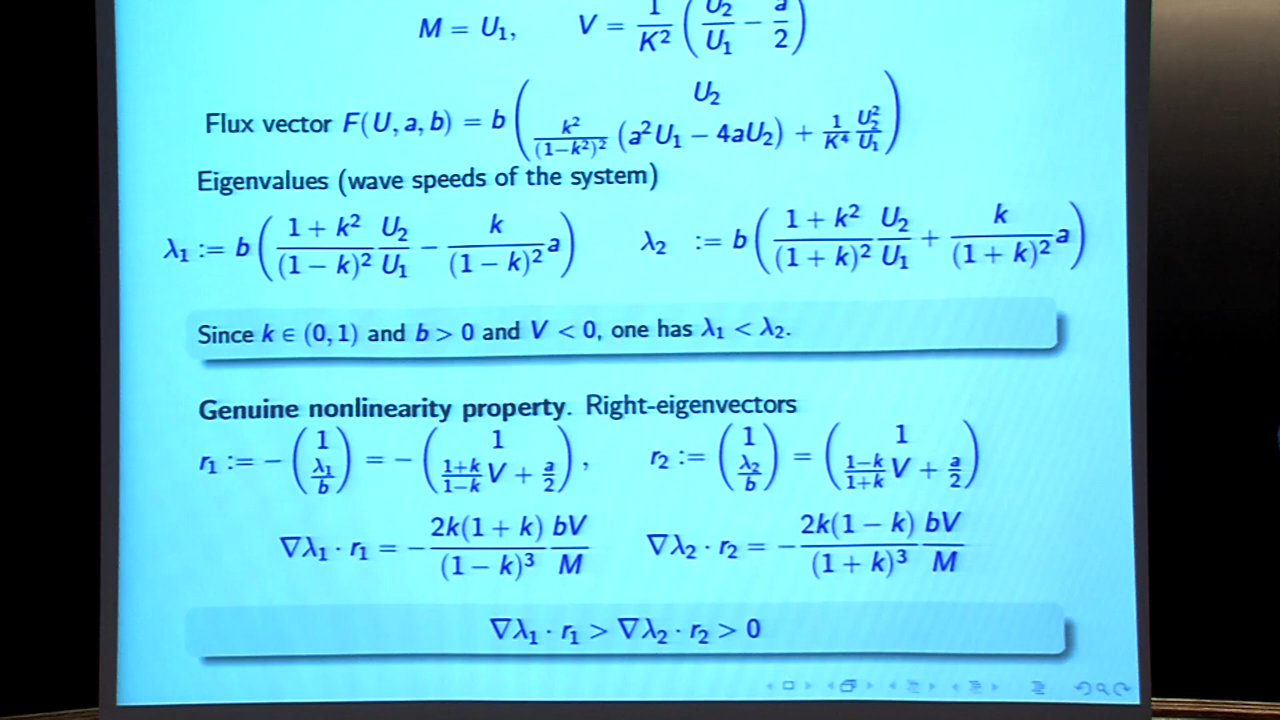 M = U₁, V = 1/K² (U₂/U₁ − a/2)
Flux vector F(U, a, b) = b ( U₂ ; k²/(1−k²)² (a²U₁ − 4aU₂) + 1/K⁴ U₂²/U₁ )
Eigenvalues (wave speeds of the system)
λ₁ := b ( (1 + k²)/(1 − k)² U₂/U₁ − k/(1 − k)² a ) λ₂ := b ( (1 + k²)/(1 + k)² U₂/U₁ + k/(1 + k)² a )
Since k ∈ (0, 1) and b > 0 and V < 0, one has λ₁ < λ₂.
Genuine nonlinearity property. Right-eigenvectors
r₁ := − ( 1 ; λ₁/b ) = − ( 1 ; (1+k)/(1−k) V + a/2 ), r₂ := ( 1 ; λ₂/b ) = ( 1 ; (1−k)/(1+k) V + a/2 )
∇λ₁ · r₁ = − 2k(1 + k)/(1 − k)³ bV/M ∇λ₂ · r₂ = − 2k(1 − k)/(1 + k)³ bV/M
∇λ₁ · r₁ > ∇λ₂ · r₂ > 0